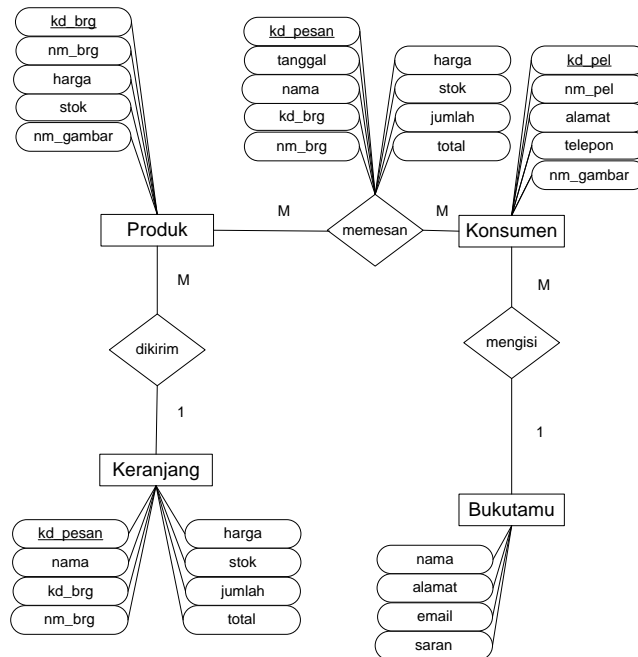 kd_brg
nm_brg
harga
stok
nm_gambar
kd_pesan
tanggal
nama
kd_brg
nm_brg
harga
stok
jumlah
total
kd_pel
nm_pel
alamat
telepon
nm_gambar
Produk
M
memesan
M
Konsumen
M
dikirim
1
M
mengisi
1
Keranjang
kd_pesan
nama
kd_brg
nm_brg
harga
stok
jumlah
total
Bukutamu
nama
alamat
email
saran